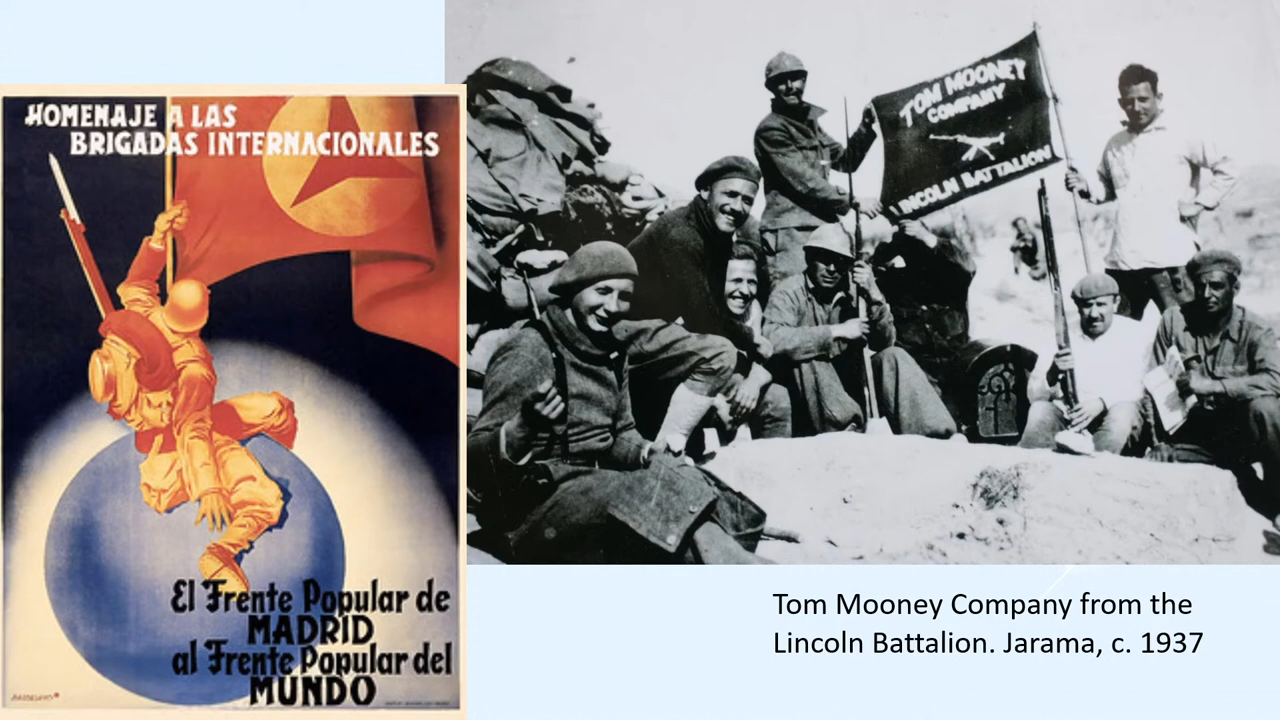 HOMENAJE A LAS
BRIGADAS INTERNACIONALES
El Frente Popular de
MADRID
al Frente Popular del
MUNDO
TOM MOONEY
COMPANY
LINCOLN BATTALION
Tom Mooney Company from the
Lincoln Battalion. Jarama, c. 1937